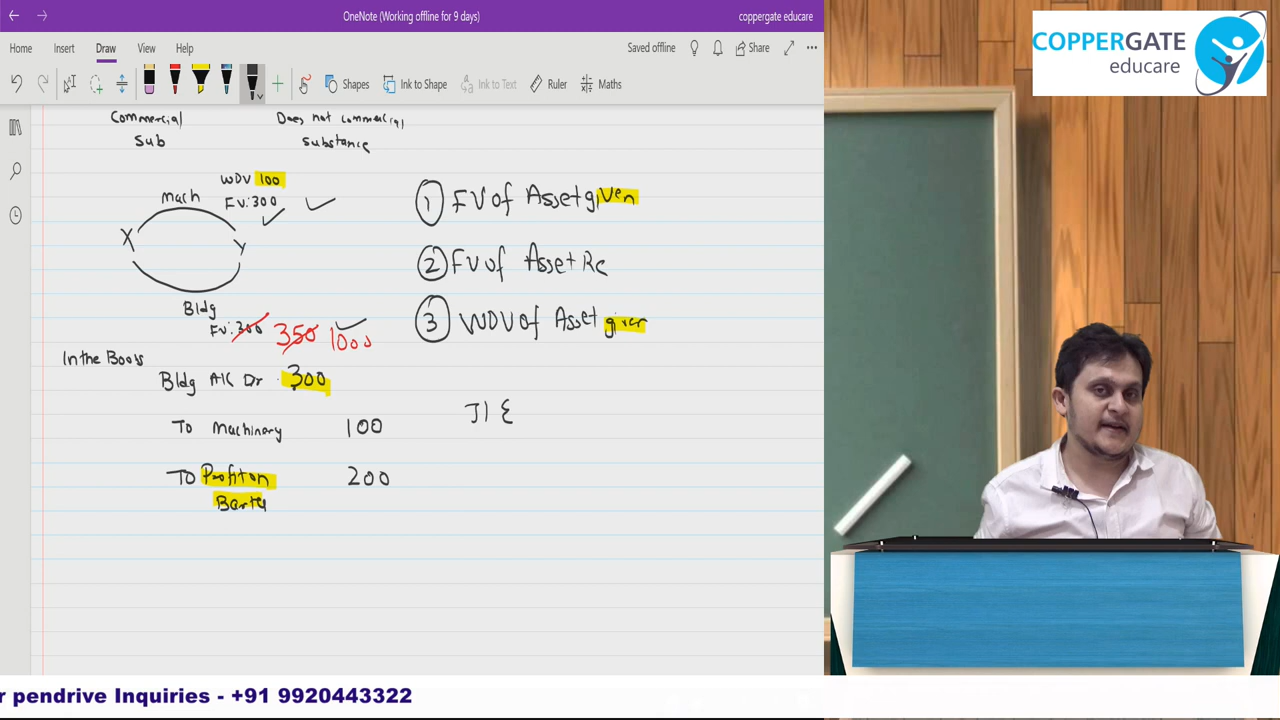 OneNote (Working offline for 9 days)
coppergate educare
Home Insert Draw View Help
Saved offline
Share
Shapes
Ink to Shape
Ink to Text
Ruler
Maths
COPPERGATE
educare
Commercial
Sub
Does not commercial
substance
WDV 100
Mach
FV:300
X
Y
Bldg
FV:300 350 1000
① FV of Asset given
② FV of Asset Re
③ WDV of Asset given
In the Books
Bldg A/c Dr 300
To Machinary 100
To Profit on 200
Barter
JIE
r pendrive Inquiries - +91 9920443322